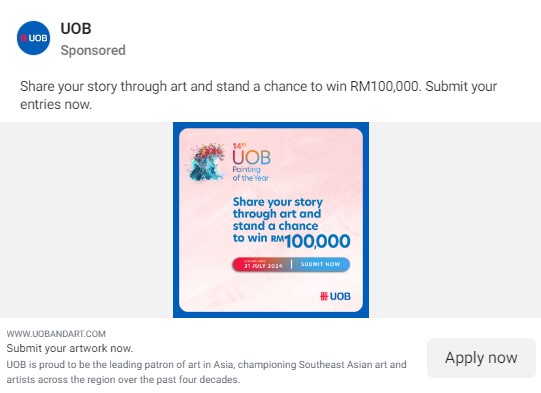 UOB
UOB
Sponsored
Share your story through art and stand a chance to win RM100,000. Submit your
entries now.
14th
UOB
Painting
of the Year
Share your story
through art and
stand a chance
to win RM100,000
31 JULY 2024 | SUBMIT NOW
UOB
WWW.UOBANDART.COM
Submit your artwork now.
UOB is proud to be the leading patron of art in Asia, championing Southeast Asian art and
artists across the region over the past four decades.
Apply now